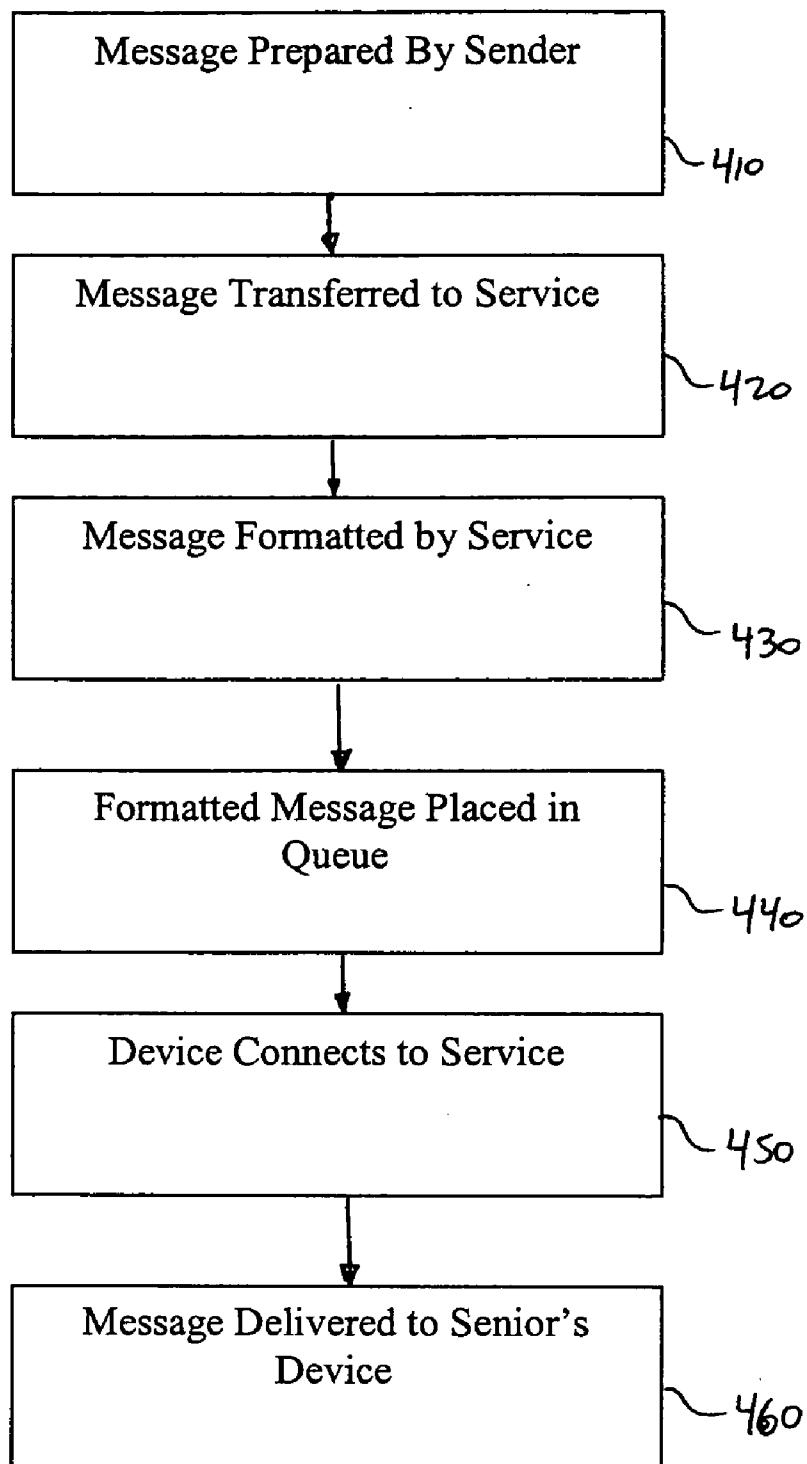 Message Prepared By Sender
410
Message Transferred to Service
420
Message Formatted by Service
430
Formatted Message Placed in
Queue
440
Device Connects to Service
450
Message Delivered to Senior's
Device
460